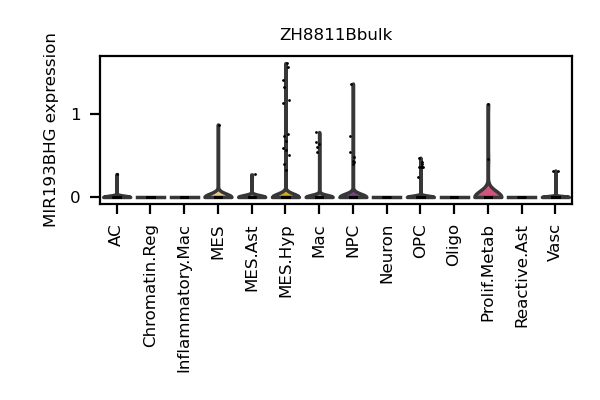 ZH8811Bbulk
MIR193BHG expression
1
0
AC
Chromatin.Reg
Inflammatory.Mac
MES
MES.Ast
MES.Hyp
Mac
NPC
Neuron
OPC
Oligo
Prolif.Metab
Reactive.Ast
Vasc